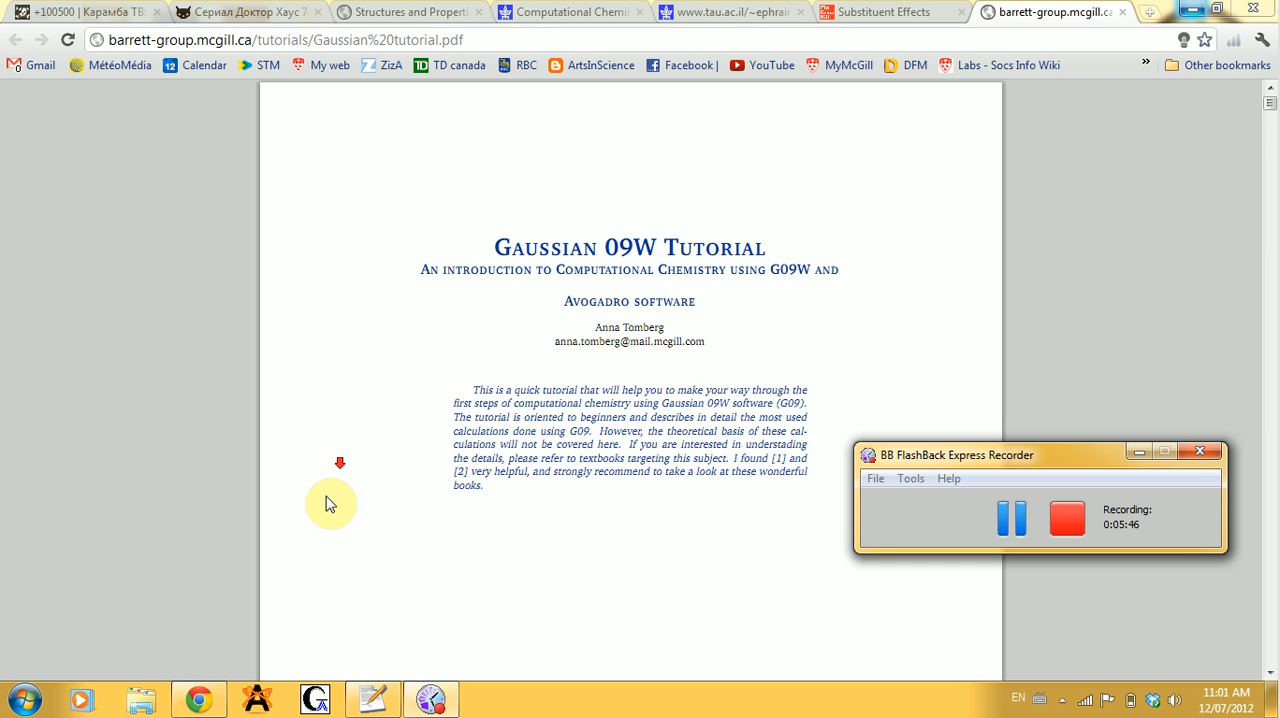 +100500 | Карамба ТВ:
Сериал Доктор Хаус 7
Structures and Properti
Computational Chemis
www.tau.ac.il/~ephrain
Substituent Effects
barrett-group.mcgill.ca
barrett-group.mcgill.ca/tutorials/Gaussian%20tutorial.pdf
Gmail
MétéoMédia
12 Calendar
STM
My web
ZizA
TD canada
RBC
ArtsInScience
Facebook |
YouTube
MyMcGill
DFM
Labs - Socs Info Wiki
»
Other bookmarks
GAUSSIAN 09W TUTORIAL
AN INTRODUCTION TO COMPUTATIONAL CHEMISTRY USING G09W AND
AVOGADRO SOFTWARE
Anna Tomberg
anna.tomberg@mail.mcgill.com
This is a quick tutorial that will help you to make your way through the
first steps of computational chemistry using Gaussian 09W software (G09).
The tutorial is oriented to beginners and describes in detail the most used
calculations done using G09. However, the theoretical basis of these cal-
culations will not be covered here. If you are interested in understading
the details, please refer to textbooks targeting this subject. I found [1] and
[2] very helpful, and strongly recommend to take a look at these wonderful
books.
BB FlashBack Express Recorder
File Tools Help
Recording:
0:05:46
EN
11:01 AM
12/07/2012